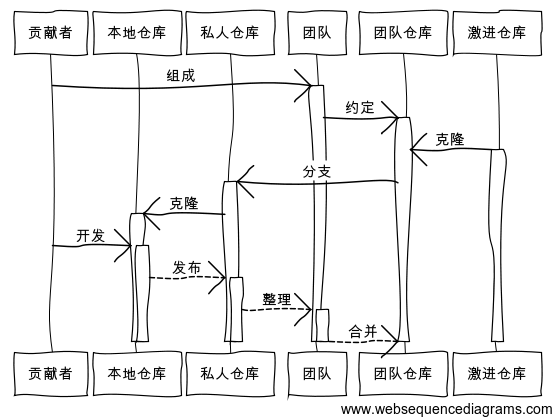 贡献者 本地仓库 私人仓库 团队 团队仓库 激进仓库
组成
约定
克隆
分支
克隆
开发
发布
整理
合并
贡献者 本地仓库 私人仓库 团队 团队仓库 激进仓库
www.websequencediagrams.com